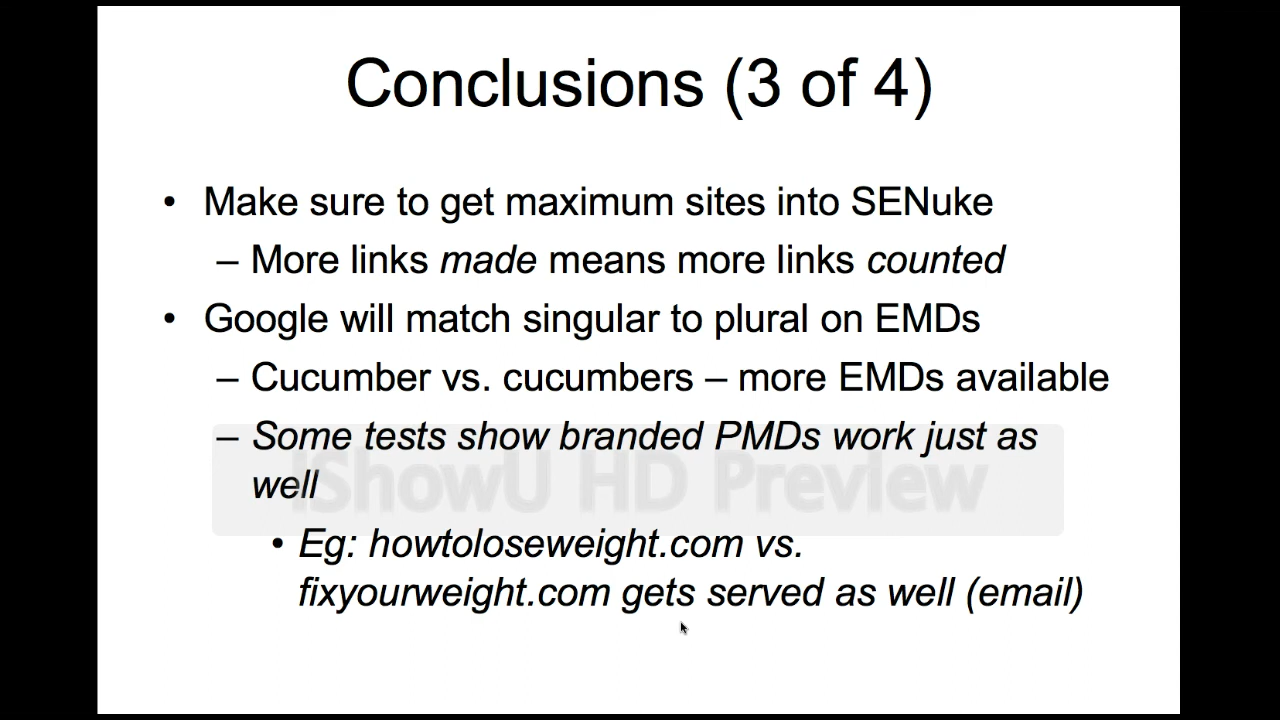 Conclusions (3 of 4)
• Make sure to get maximum sites into SENuke
– More links made means more links counted
• Google will match singular to plural on EMDs
– Cucumber vs. cucumbers – more EMDs available
– Some tests show branded PMDs work just as
well
iShowU HD Preview
• Eg: howtoloseweight.com vs.
fixyourweight.com gets served as well (email)